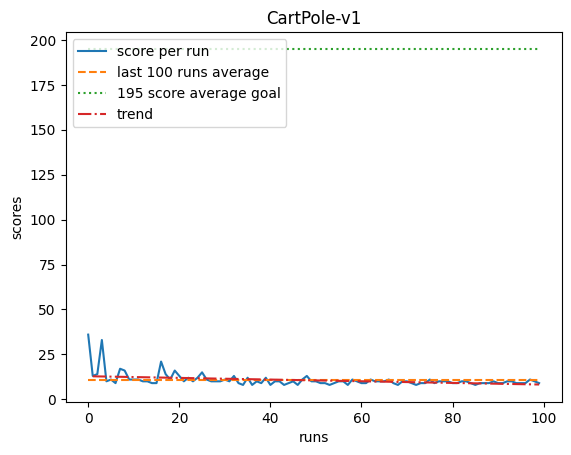 CartPole-v1
200
175
150
125
100
75
50
25
0
scores
score per run
last 100 runs average
195 score average goal
trend
0
20
40
60
80
100
runs